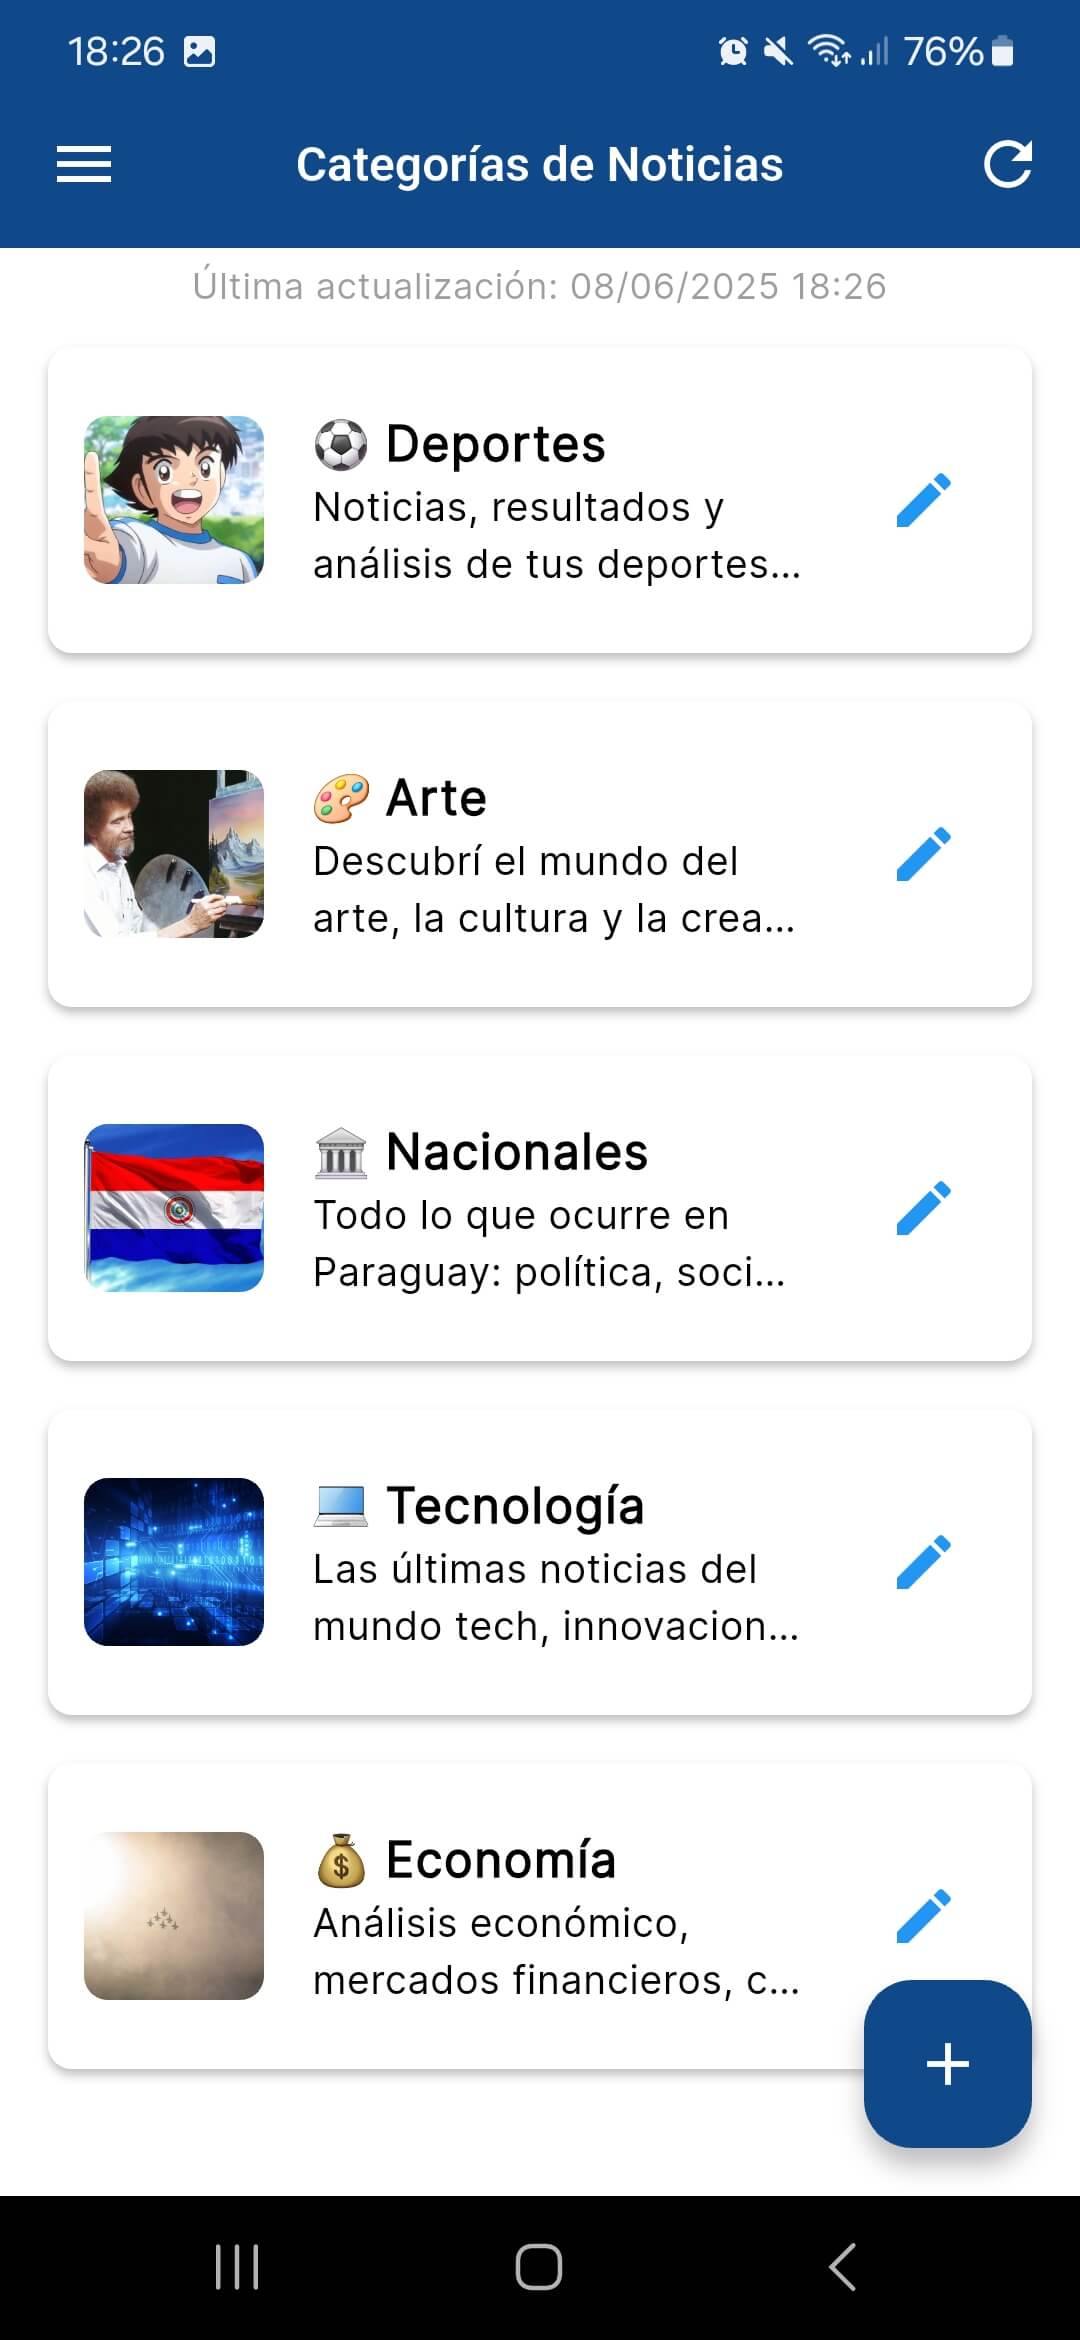 18:26
76%
Categorías de Noticias
Última actualización: 08/06/2025 18:26
Deportes
Noticias, resultados y
análisis de tus deportes...
Arte
Descubrí el mundo del
arte, la cultura y la crea...
Nacionales
Todo lo que ocurre en
Paraguay: política, soci...
Tecnología
Las últimas noticias del
mundo tech, innovacion...
Economía
Análisis económico,
mercados financieros, c...